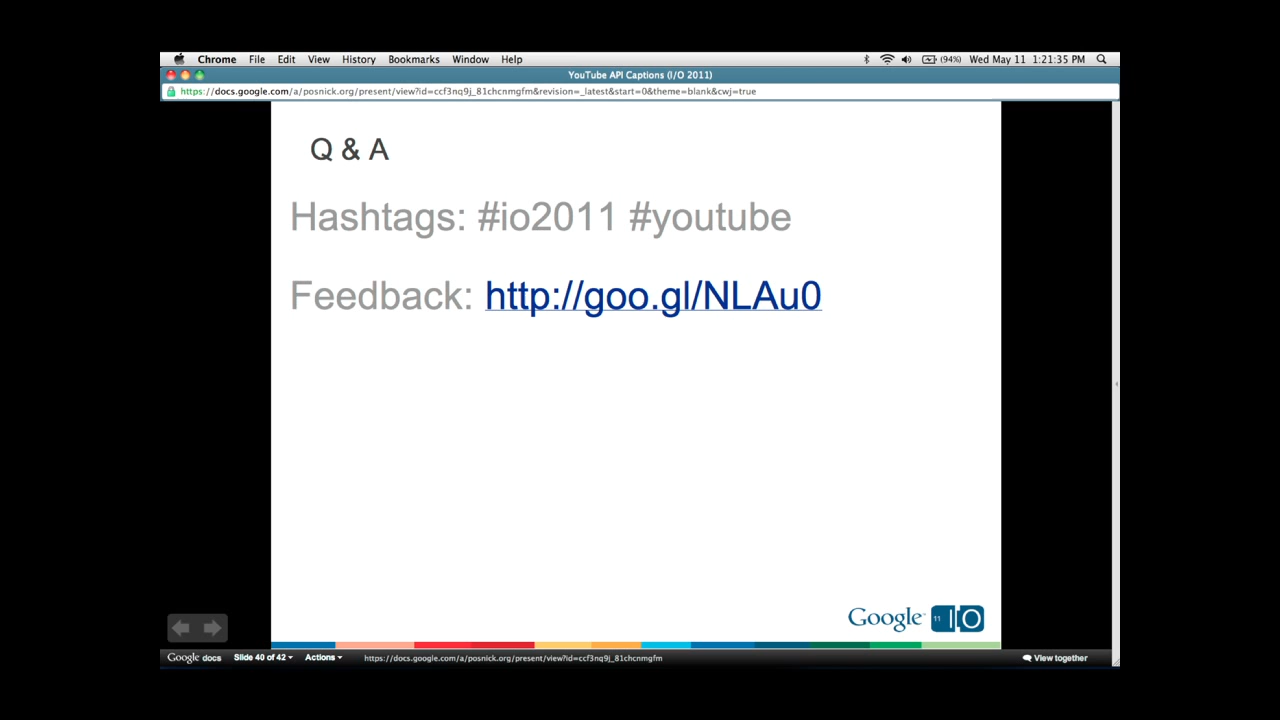 Chrome File Edit View History Bookmarks Window Help (94%) Wed May 11 1:21:35 PM
YouTube API Captions (I/O 2011)
https://docs.google.com/a/posnick.org/present/view?id=ccf3nq9j_81chcnmgfm&revision=_latest&start=0&theme=blank&cwj=true
Q & A
Hashtags: #io2011 #youtube
Feedback: http://goo.gl/NLAu0
Google 11 IO
Google docs Slide 40 of 42 Actions https://docs.google.com/a/posnick.org/present/view?id=ccf3nq9j_81chcnmgfm View together